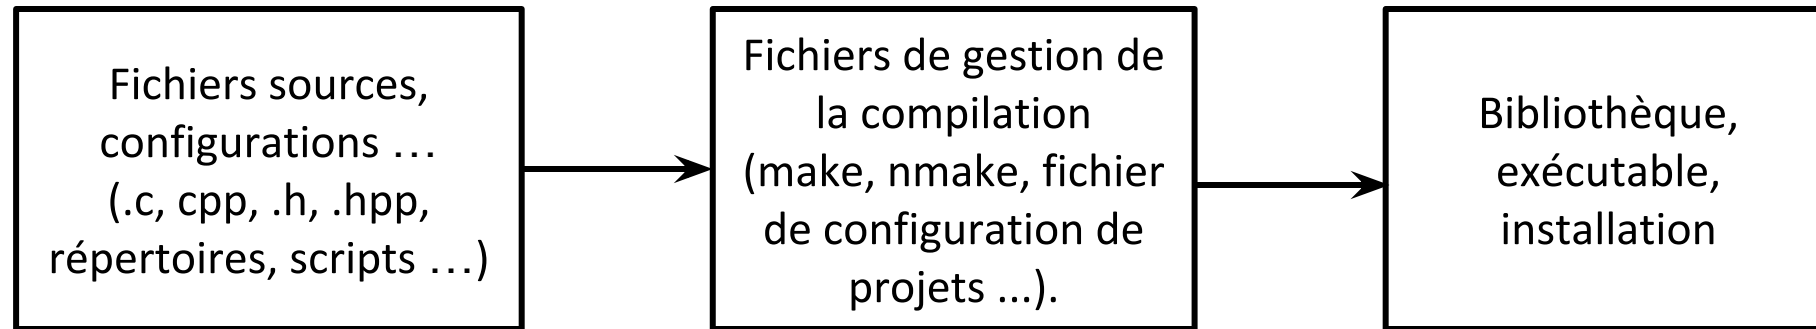 Fichiers sources,
configurations …
(.c, cpp, .h, .hpp,
répertoires, scripts …)
Fichiers de gestion de
la compilation
(make, nmake, fichier
de configuration de
projets ...).
Bibliothèque,
exécutable,
installation